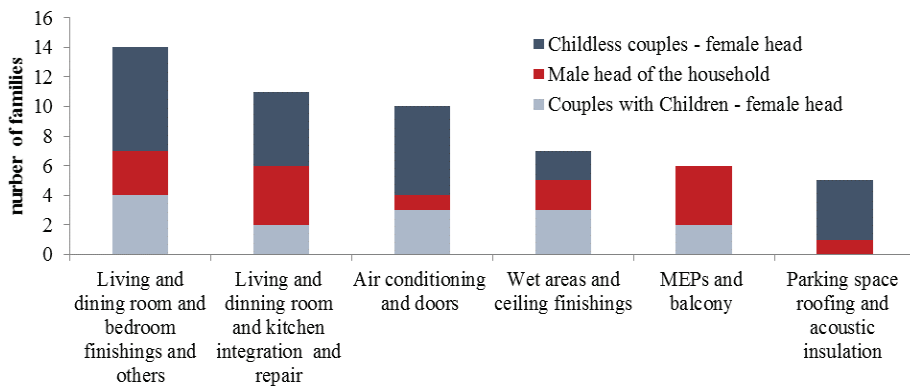 nurber of families
16
14
12
10
8
6
4
2
0
Childless couples - female head
Male head of the household
Couples with Children - female head
Living and
dining room and
bedroom
finishings and
others
Living and
dinning room
and kitchen
integration and
repair
Air conditioning
and doors
Wet areas and
ceiling finishings
MEPs and
balcony
Parking space
roofing and
acoustic
insulation